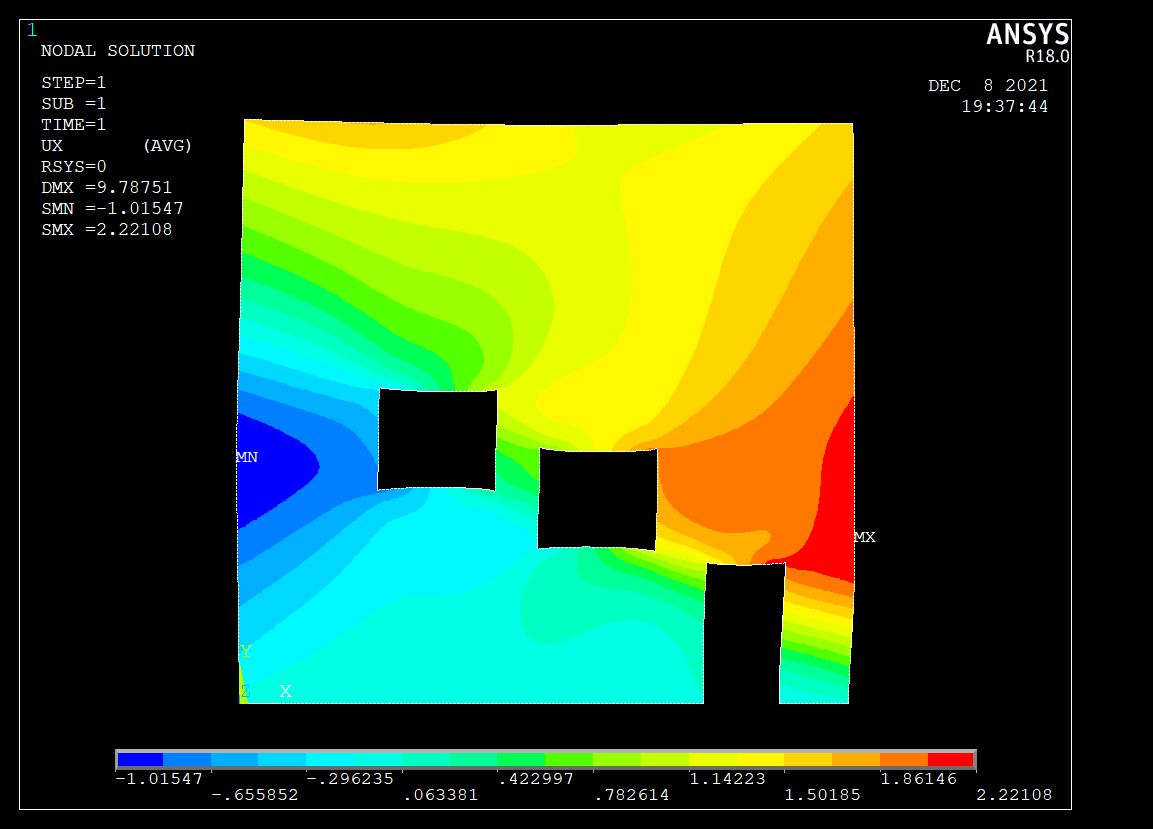 1
ANSYS
R18.0
NODAL SOLUTION
STEP=1
SUB =1
TIME=1
UX (AVG)
RSYS=0
DMX =9.78751
SMN =-1.01547
SMX =2.22108
DEC 8 2021
19:37:44
MN
MX
Y
Z X
-1.01547 -.296235 .422997 1.14223 1.86146
-.655852 .063381 .782614 1.50185 2.22108